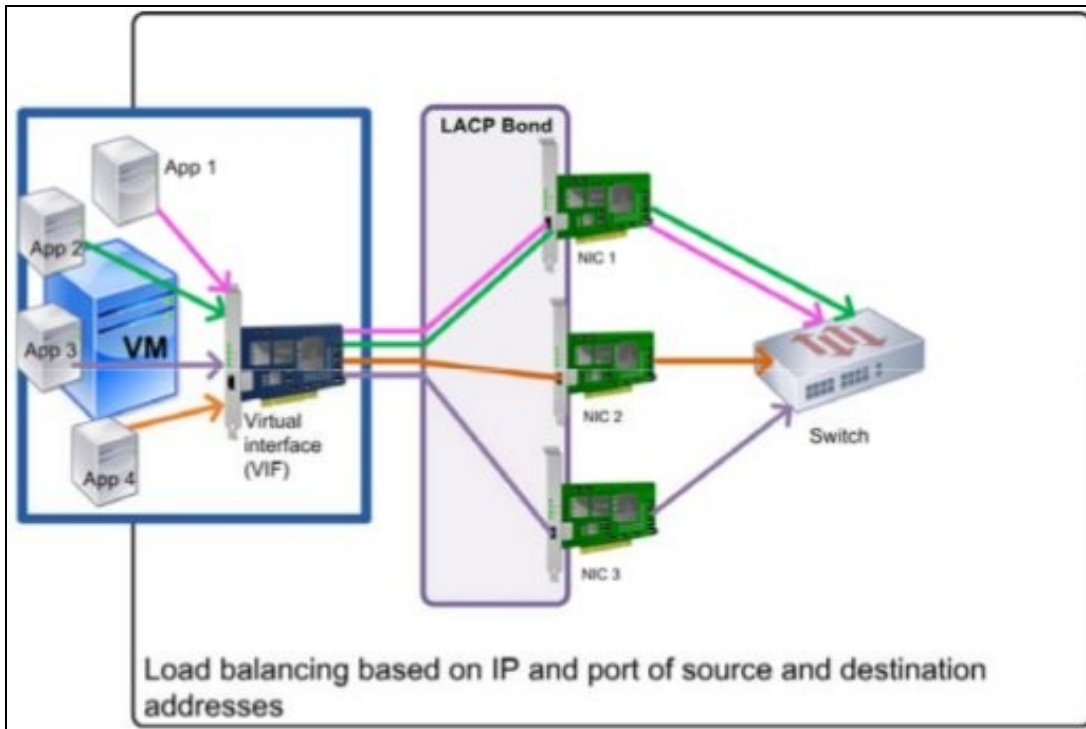 LACP Bond
App 1
App 2
App 3
VM
App 4
Virtual
interface
(VIF)
NIC 1
NIC 2
NIC 3
Switch
Load balancing based on IP and port of source and destination
addresses